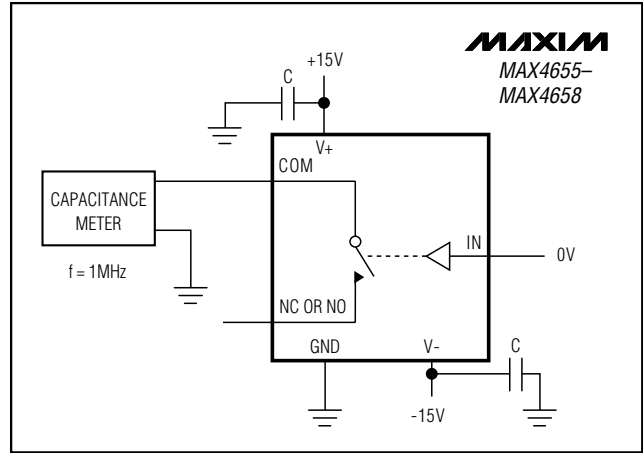 MAXIM
MAX4655–
MAX4658
+15V
C
V+
COM
CAPACITANCE
METER
f = 1MHz
IN
0V
NC OR NO
GND
V-
C
-15V